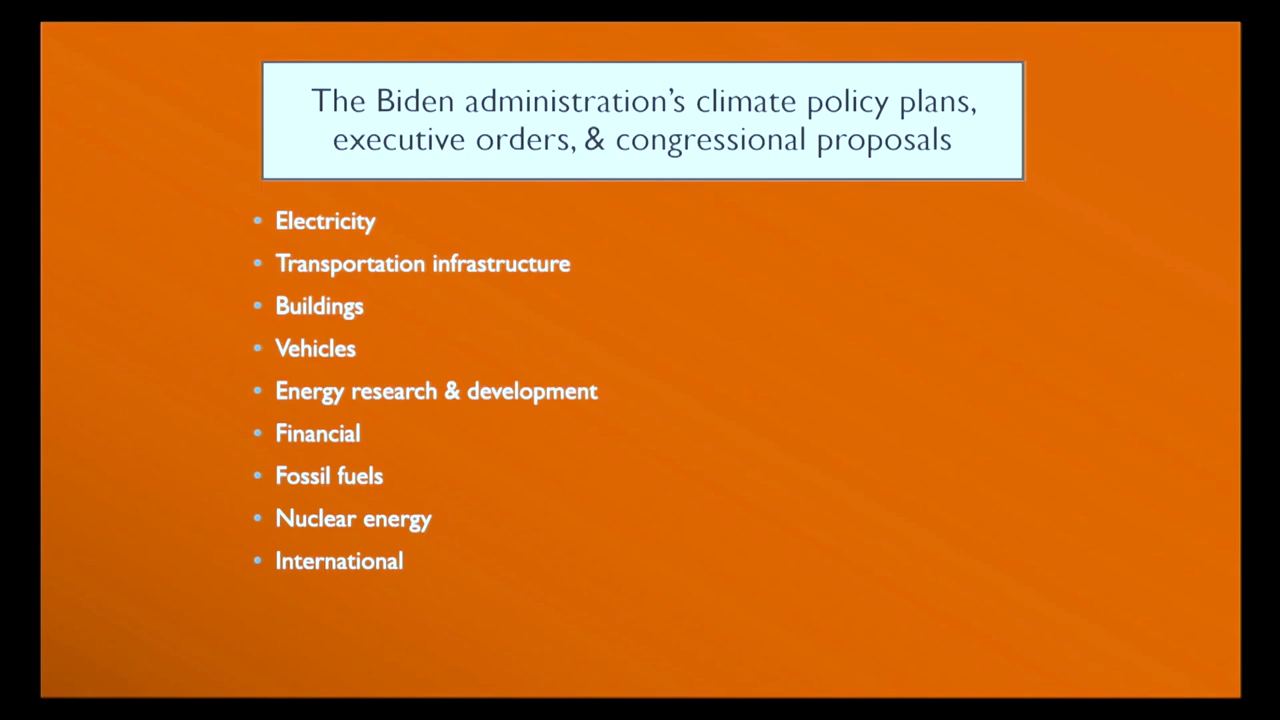 The Biden administration’s climate policy plans,
executive orders, & congressional proposals
• Electricity
• Transportation infrastructure
• Buildings
• Vehicles
• Energy research & development
• Financial
• Fossil fuels
• Nuclear energy
• International